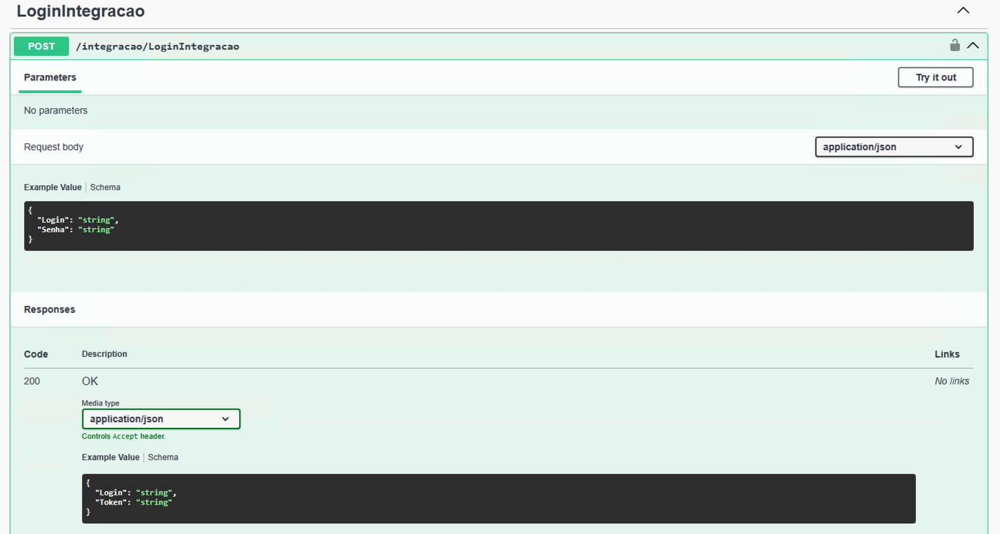 LoginIntegracao
POST /integracao/LoginIntegracao
Parameters
Try it out
No parameters
Request body
application/json
Example Value | Schema
{
  "Login": "string",
  "Senha": "string"
}
Responses
Code Description Links
200 OK No links
Media type
application/json
Controls Accept header.
Example Value | Schema
{
  "Login": "string",
  "Token": "string"
}